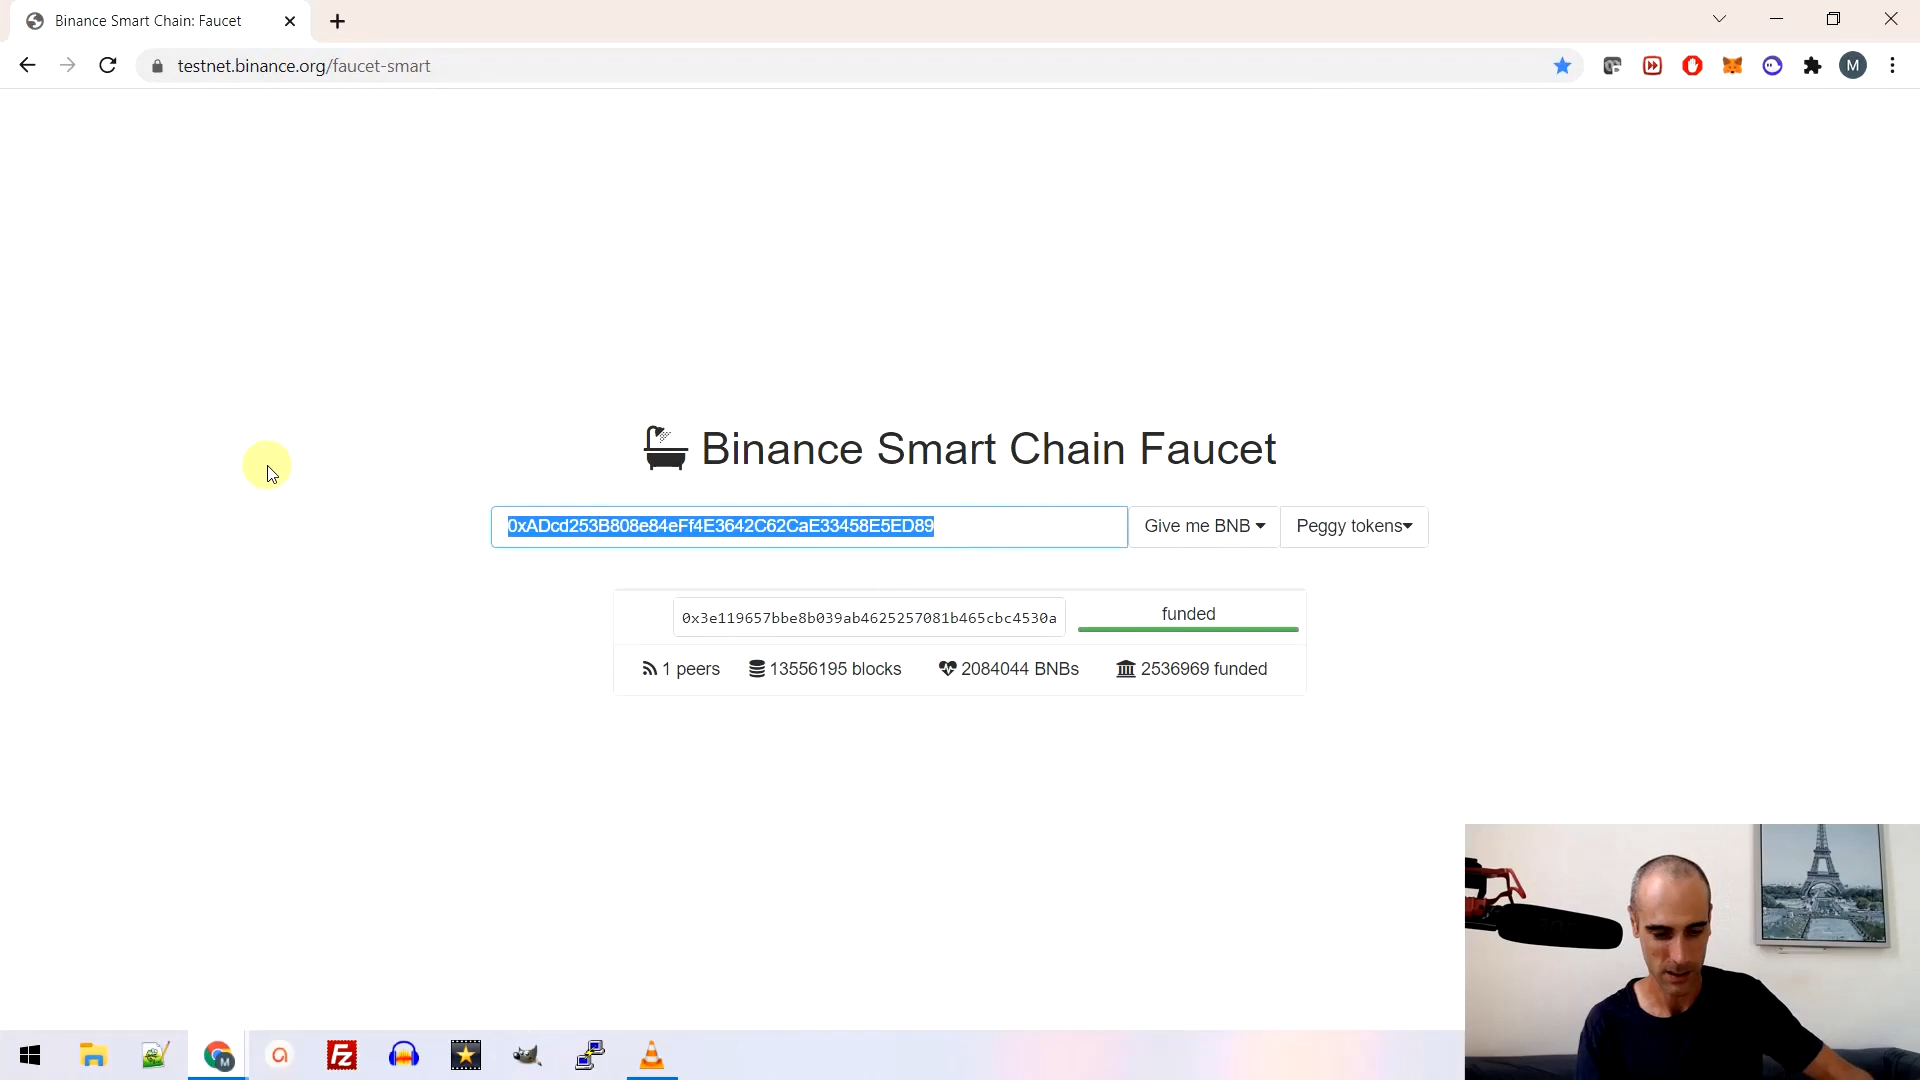 Binance Smart Chain: Faucet
testnet.binance.org/faucet-smart
M
Binance Smart Chain Faucet
0xADcd253B808e84eFf4E3642C62CaE33458E5ED89
Give me BNB
Peggy tokens
0x3e119657bbe8b039ab4625257081b465cbc4530a
funded
1 peers
13556195 blocks
2084044 BNBs
2536969 funded
M
Fz